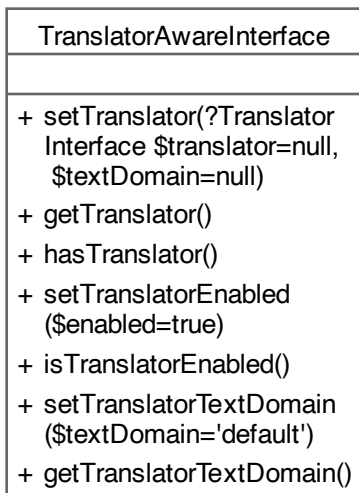 TranslatorAwareInterface
+ setTranslator(?Translator
Interface $translator=null,
$textDomain=null)
+ getTranslator()
+ hasTranslator()
+ setTranslatorEnabled
($enabled=true)
+ isTranslatorEnabled()
+ setTranslatorTextDomain
($textDomain='default')
+ getTranslatorTextDomain()